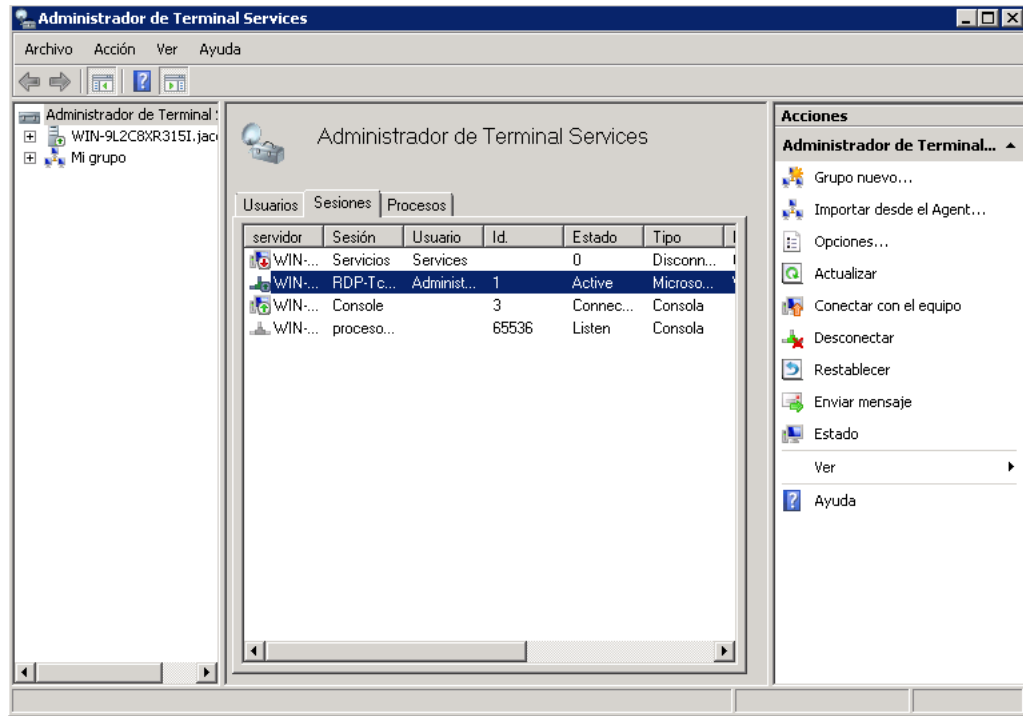 Administrador de Terminal Services
Archivo Acción Ver Ayuda
Administrador de Terminal
WIN-9L2C8XR315I.jac
Mi grupo
Administrador de Terminal Services
Usuarios Sesiones Procesos
servidor Sesión Usuario Id. Estado Tipo
WIN-... Servicios Services 0 Disconn...
WIN-... RDP-Tc... Administ... 1 Active Microso...
WIN-... Console 3 Connec... Consola
WIN-... proceso... 65536 Listen Consola
Acciones
Administrador de Terminal...
Grupo nuevo...
Importar desde el Agent...
Opciones...
Actualizar
Conectar con el equipo
Desconectar
Restablecer
Enviar mensaje
Estado
Ver
Ayuda